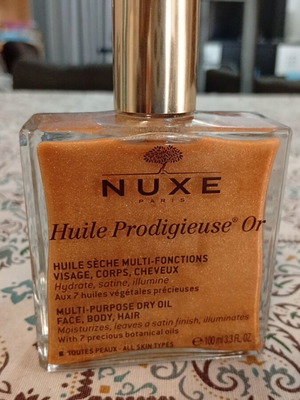 NUXE
PARIS
Huile Prodigieuse® Or
HUILE SÈCHE MULTI-FONCTIONS
VISAGE, CORPS, CHEVEUX
Hydrate, satine, illumine
Aux 7 huiles végétales précieuses
MULTI-PURPOSE DRY OIL
FACE, BODY, HAIR
Moisturizes, leaves a satin finish, illuminates
With 7 precious botanical oils
TOUTES PEAUX - ALL SKIN TYPES
℮ 100 ml 3.3 FL. OZ